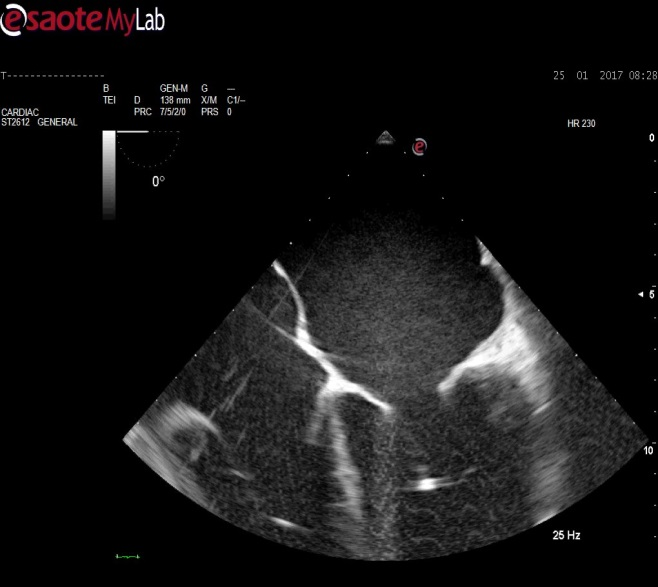 esaote MyLab
T
25 01 2017 08:28
B GEN-M G ---
TEI D 138 mm X/M C1/--
PRC 7/5/2/0 PRS 0
CARDIAC
ST2612 GENERAL
HR 230
0
0°
e
5
10
25 Hz